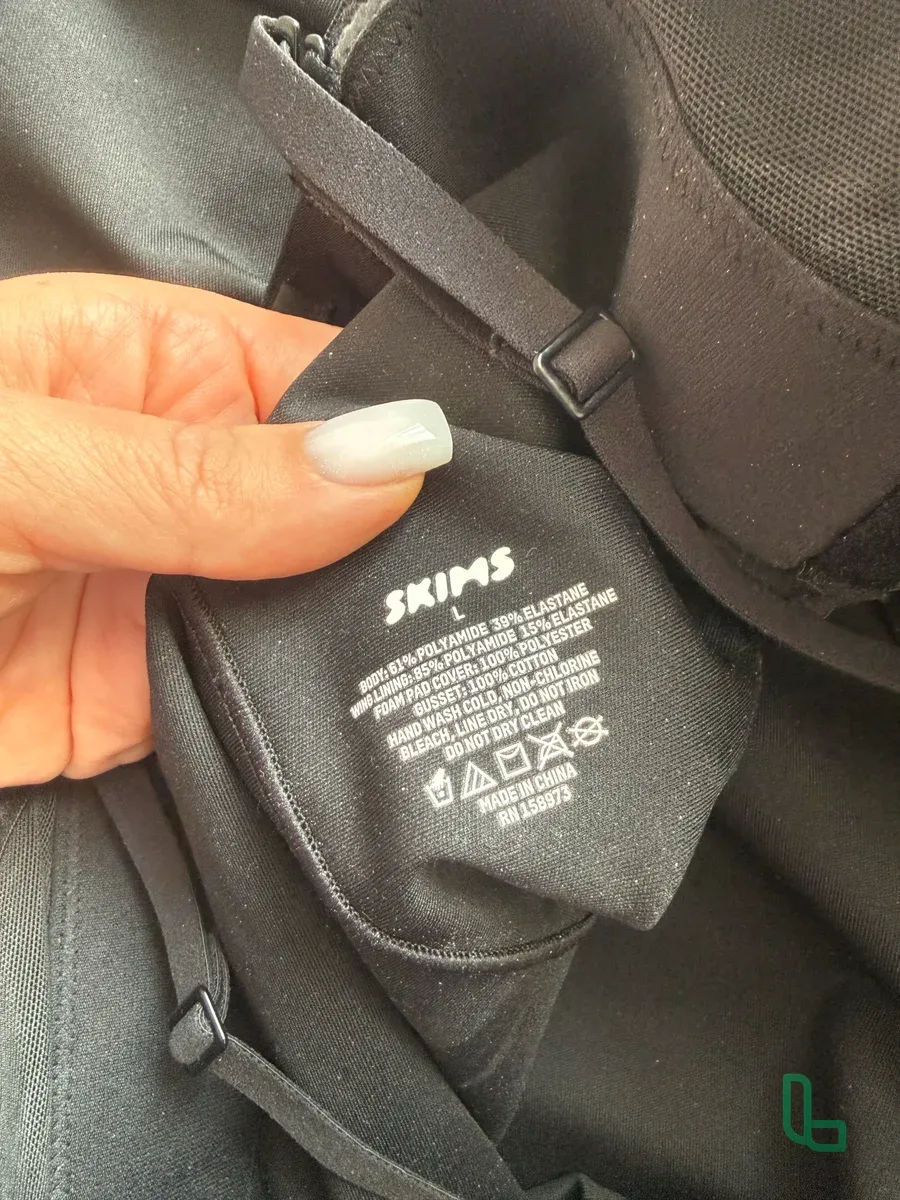 SKIMS
L
BODY: 61% POLYAMIDE 39% ELASTANE
WING LINING: 85% POLYAMIDE 15% ELASTANE
FOAM PAD COVER: 100% POLYESTER
GUSSET: 100% COTTON
HAND WASH COLD, NON-CHLORINE
BLEACH, LINE DRY, DO NOT IRON
DO NOT DRY CLEAN
MADE IN CHINA
RN 158973